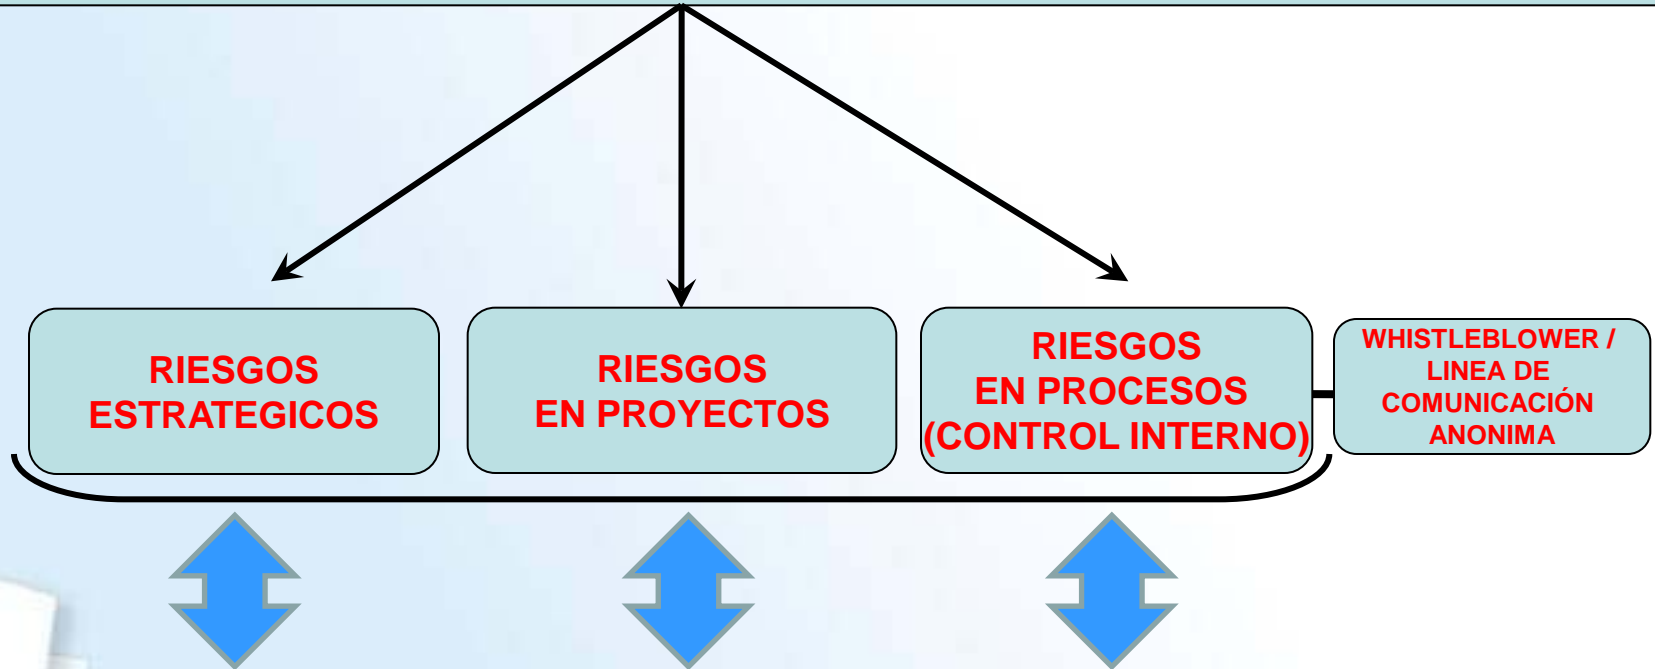 RIESGOS
ESTRATEGICOS
RIESGOS
EN PROYECTOS
RIESGOS
EN PROCESOS
(CONTROL INTERNO)
WHISTLEBLOWER /
LINEA DE
COMUNICACIÓN
ANONIMA